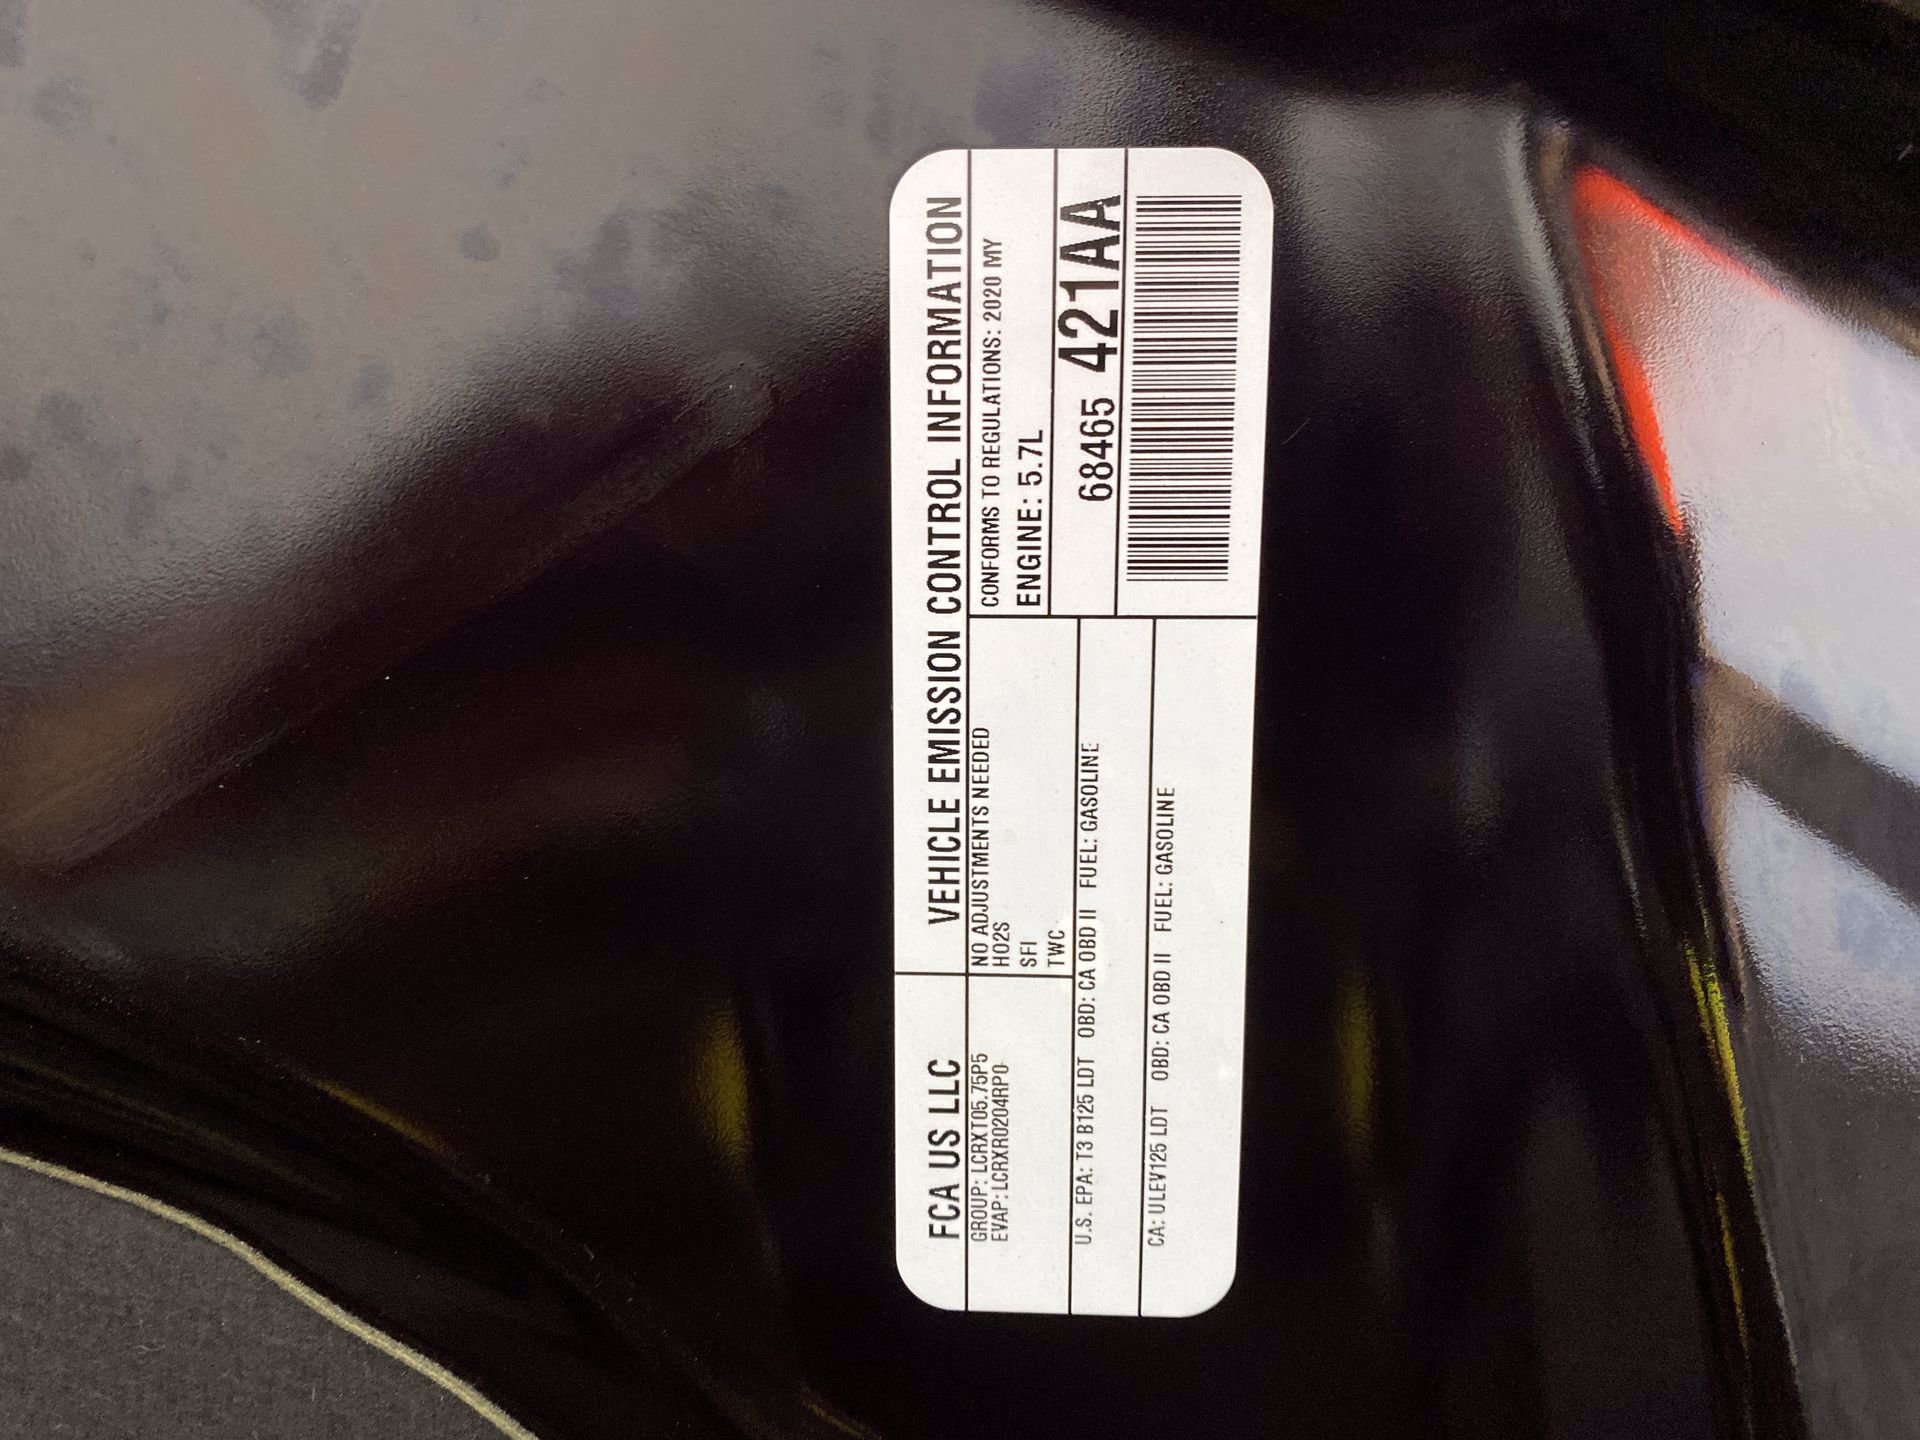 FCA US LLC
VEHICLE EMISSION CONTROL INFORMATION
GROUP: LCRXT05.75P5
EVAP: LCRXR0204RP0
NO ADJUSTMENTS NEEDED
HO2S
SFI
TWC
CONFORMS TO REGULATIONS: 2020 MY
ENGINE: 5.7L
68465 421AA
U.S. EPA: T3 B125 LDT OBD: CA OBD II FUEL: GASOLINE
CA: ULEV125 LDT OBD: CA OBD II FUEL: GASOLINE